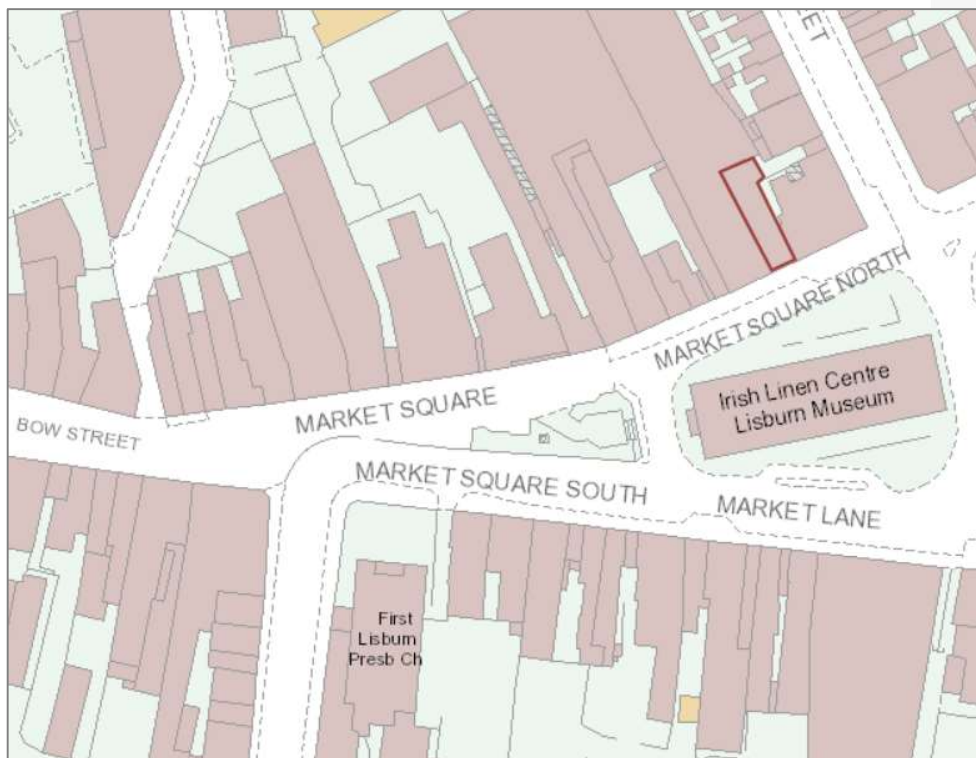 EET
MARKET SQUARE NORTH
Irish Linen Centre
Lisburn Museum
MARKET SQUARE
BOW STREET
MARKET SQUARE SOUTH
MARKET LANE
First
Lisburn
Presb Ch